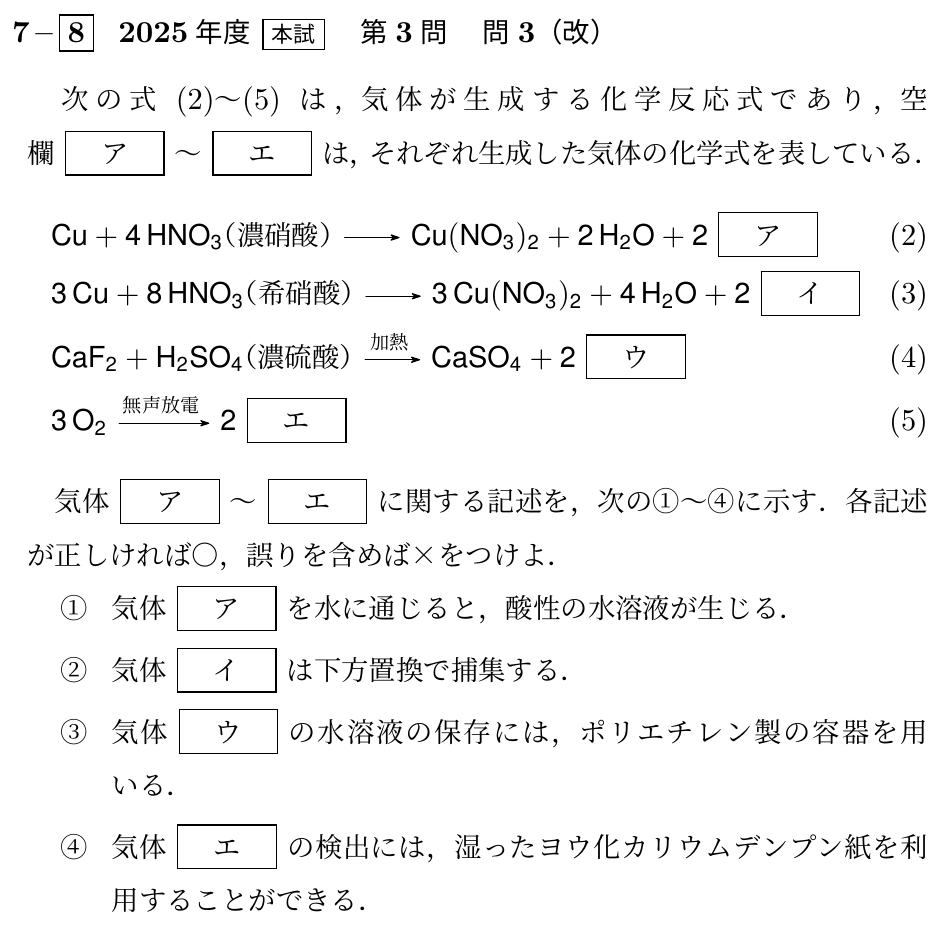 7－8 2025年度 本試 第3問 問3（改）
次の式 (2)～(5) は，気体が生成する化学反応式であり，空
欄 ア ～ エ は，それぞれ生成した気体の化学式を表している．
Cu + 4 HNO₃（濃硝酸） ⟶ Cu(NO₃)₂ + 2 H₂O + 2 ア (2)
3 Cu + 8 HNO₃（希硝酸） ⟶ 3 Cu(NO₃)₂ + 4 H₂O + 2 イ (3)
加熱
CaF₂ + H₂SO₄（濃硫酸） ⟶ CaSO₄ + 2 ウ (4)
無声放電
3 O₂ ⟶ 2 エ (5)
気体 ア ～ エ に関する記述を，次の①～④に示す．各記述
が正しければ○，誤りを含めば×をつけよ．
① 気体 ア を水に通じると，酸性の水溶液が生じる．
② 気体 イ は下方置換で捕集する．
③ 気体 ウ の水溶液の保存には，ポリエチレン製の容器を用
いる．
④ 気体 エ の検出には，湿ったヨウ化カリウムデンプン紙を利
用することができる．